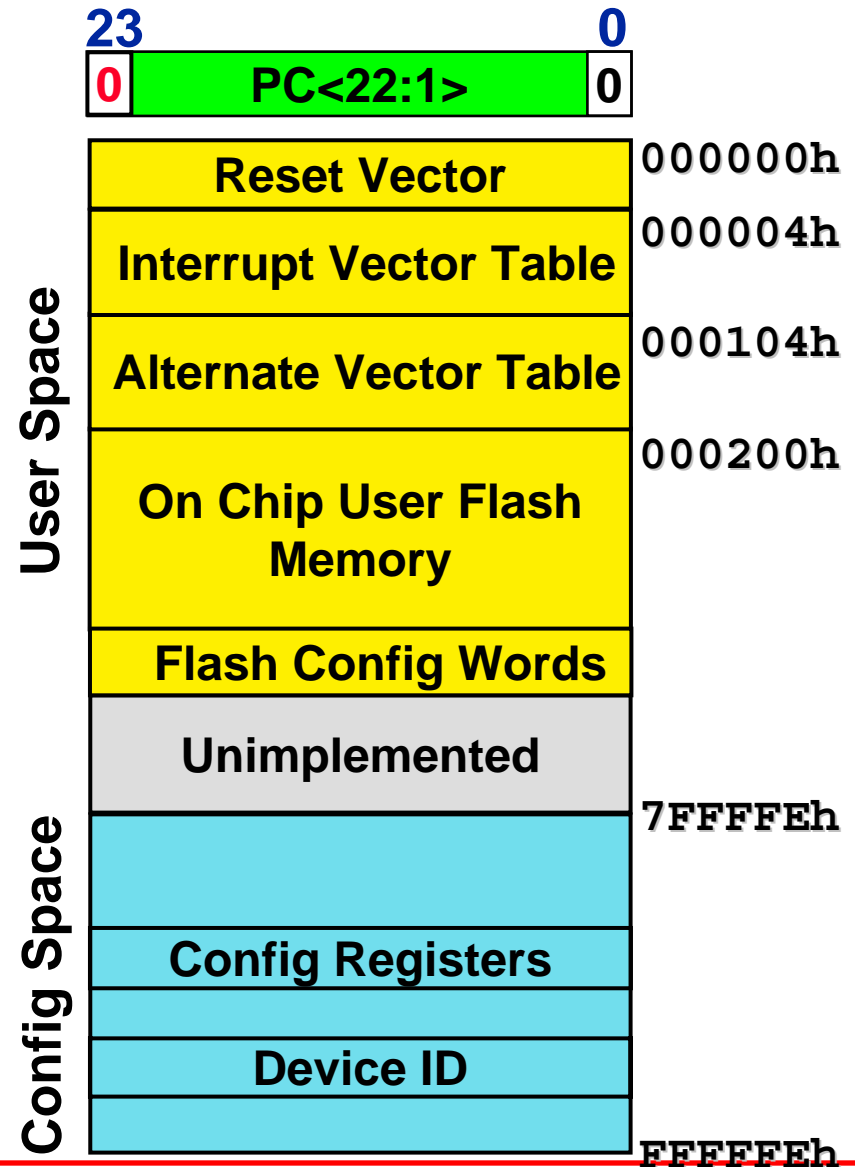 23 0
0 PC<22:1> 0
Reset Vector 000000h
Interrupt Vector Table 000004h
Alternate Vector Table 000104h
On Chip User Flash 000200h
Memory
Flash Config Words
Unimplemented
7FFFFEh
Config Registers
Device ID
FFFFFEh
User Space
Config Space